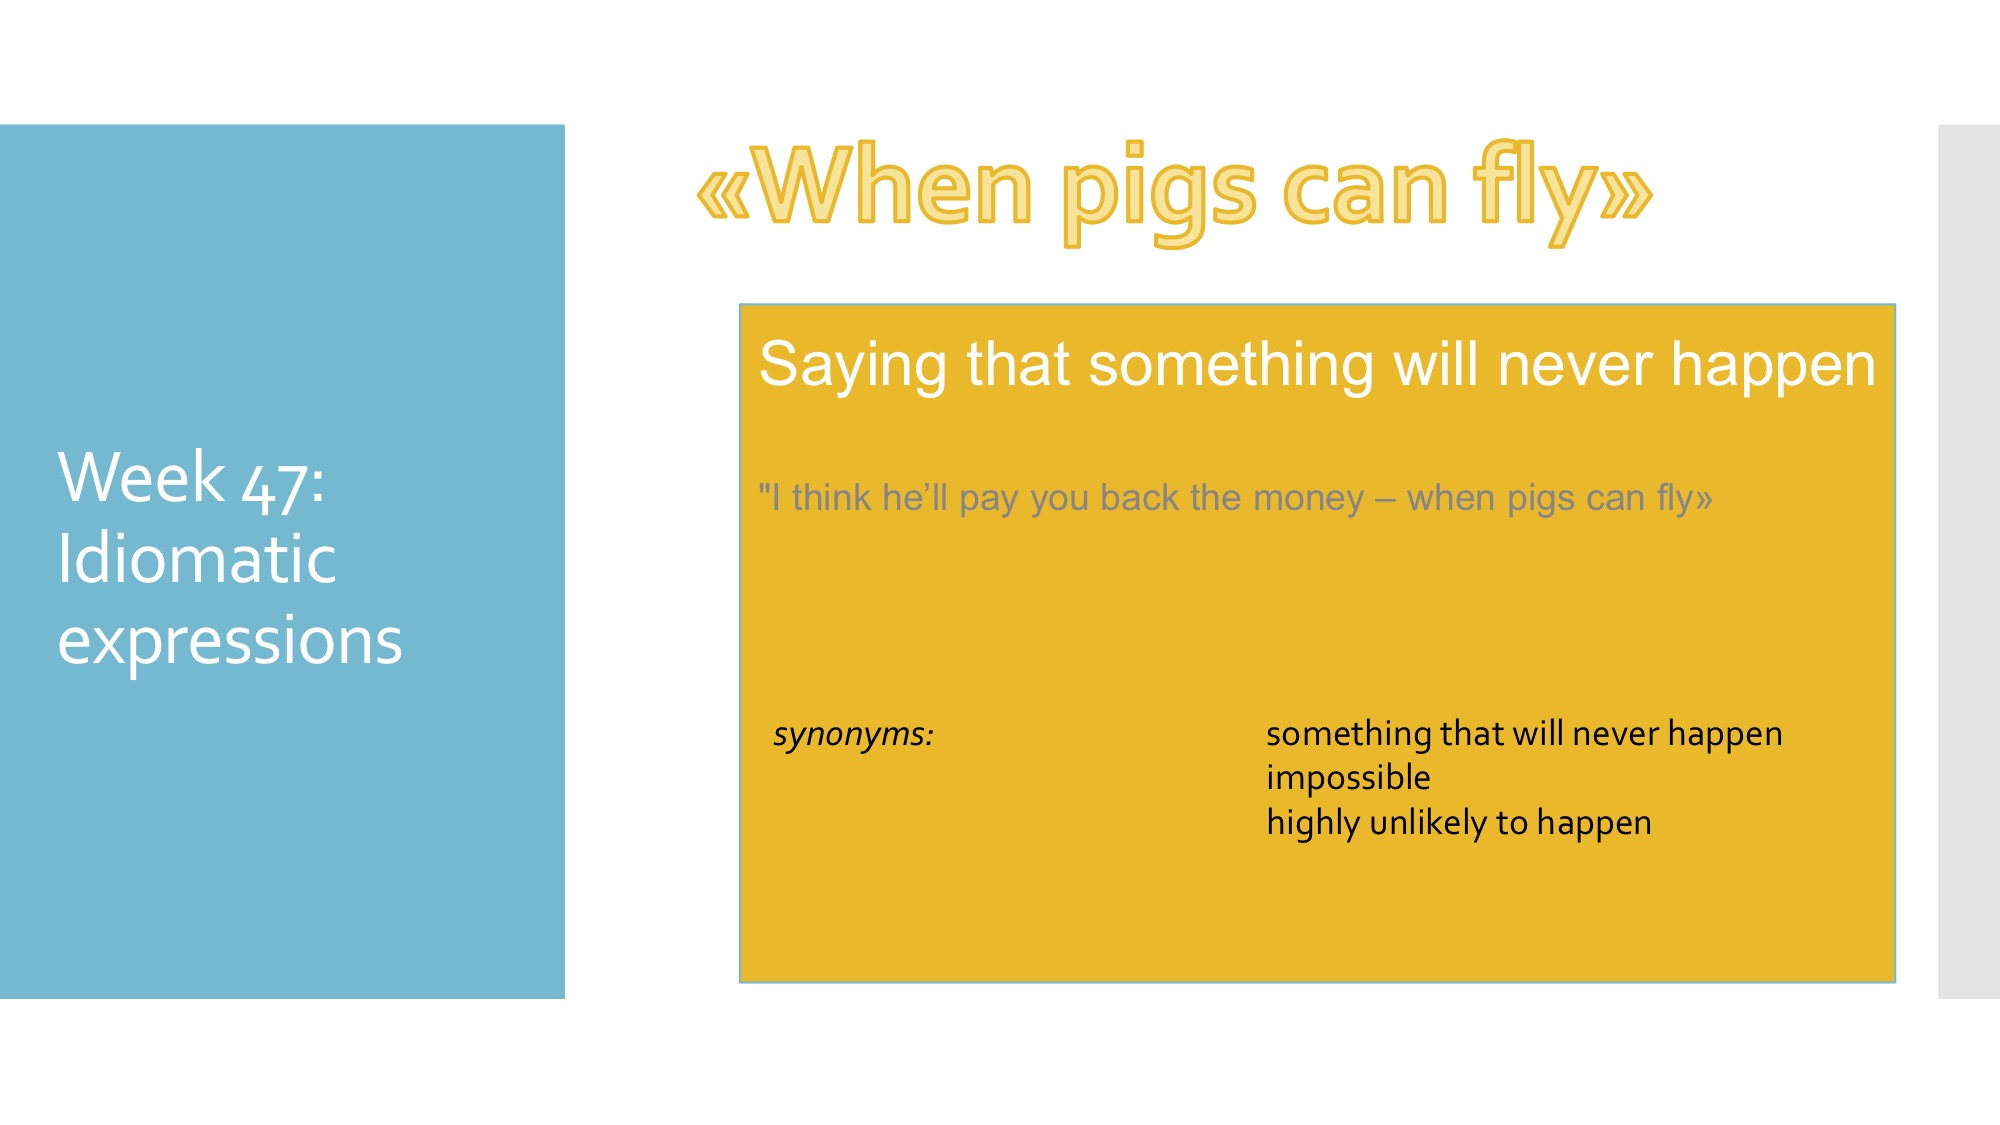 Week 47:
Idiomatic
expressions
«When pigs can fly»
Saying that something will never happen
"I think he’ll pay you back the money – when pigs can fly»
synonyms:
something that will never happen
impossible
highly unlikely to happen